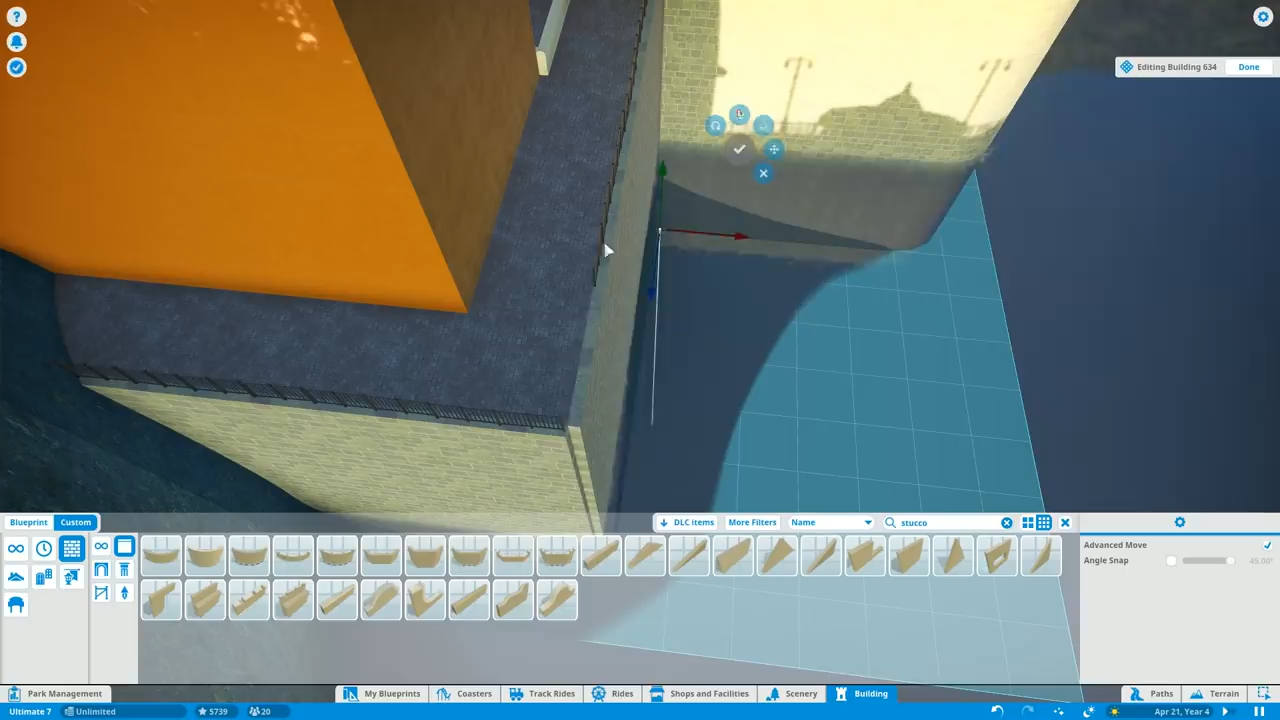 ?
Editing Building 634 Done
Blueprint Custom DLC items More Filters Name stucco
Advanced Move
Angle Snap 45.00°
Park Management My Blueprints Coasters Track Rides Rides Shops and Facilities Scenery Building Paths Terrain
Ultimate 7 Unlimited 5739 20 Apr 21, Year 4